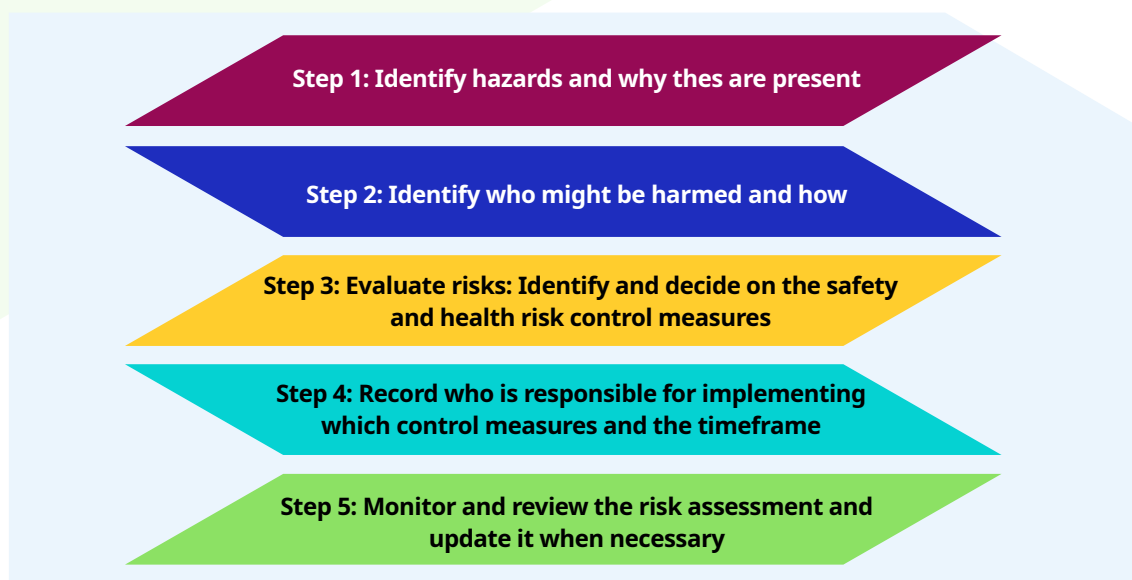 Step 1: Identify hazards and why thes are present
Step 2: Identify who might be harmed and how
Step 3: Evaluate risks: Identify and decide on the safety
and health risk control measures
Step 4: Record who is responsible for implementing
which control measures and the timeframe
Step 5: Monitor and review the risk assessment and
update it when necessary